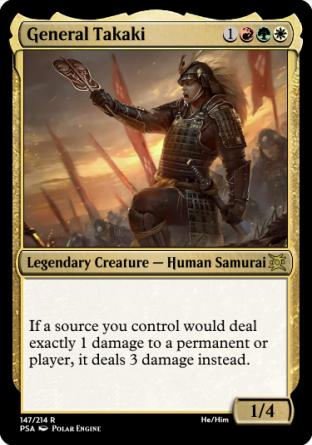 General Takaki 1
Legendary Creature — Human Samurai
If a source you control would deal
exactly 1 damage to a permanent or
player, it deals 3 damage instead.
1/4
147/214 R He/Him
PSA Polar Engine